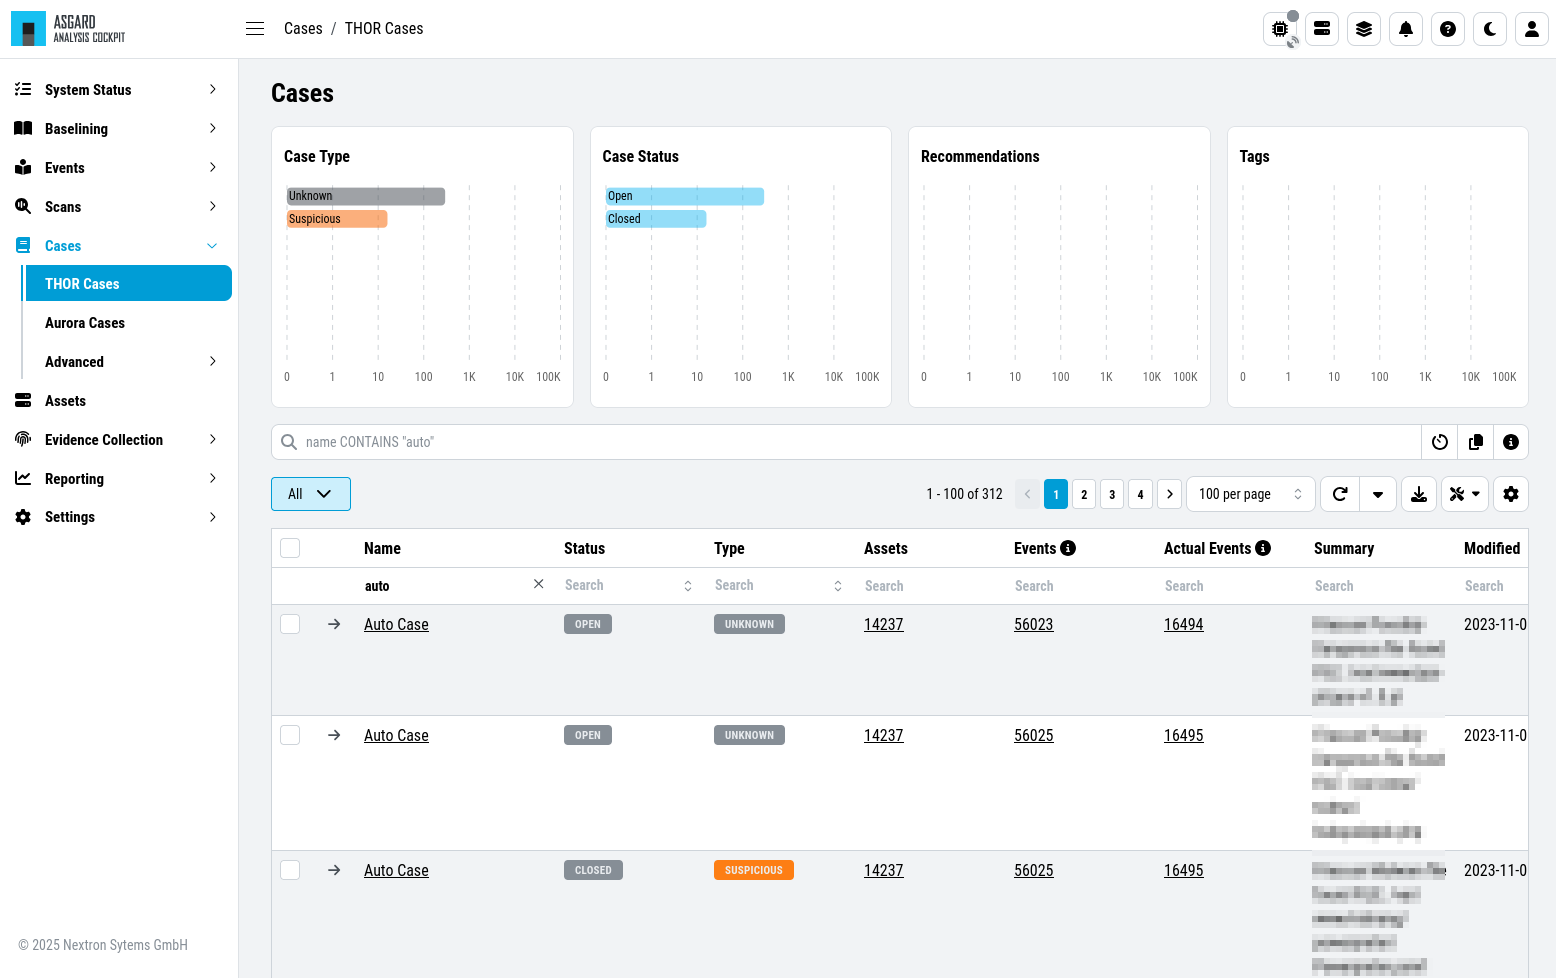 ASGARD
ANALYSIS COCKPIT
Cases / THOR Cases
System Status
Baselining
Events
Scans
Cases
THOR Cases
Aurora Cases
Advanced
Assets
Evidence Collection
Reporting
Settings
© 2025 Nextron Sytems GmbH
Cases
Case Type
Unknown
Suspicious
0 1 10 100 1K 10K 100K
Case Status
Open
Closed
0 1 10 100 1K 10K 100K
Recommendations
0 1 10 100 1K 10K 100K
Tags
0 1 10 100 1K 10K 100K
name CONTAINS "auto"
All
1 - 100 of 312
1 2 3 4
100 per page
Name Status Type Assets Events Actual Events Summary Modified
auto Search Search Search Search Search Search Search
Auto Case OPEN UNKNOWN 14237 56023 16494 2023-11-0
Auto Case OPEN UNKNOWN 14237 56025 16495 2023-11-0
Auto Case CLOSED SUSPICIOUS 14237 56025 16495 2023-11-0